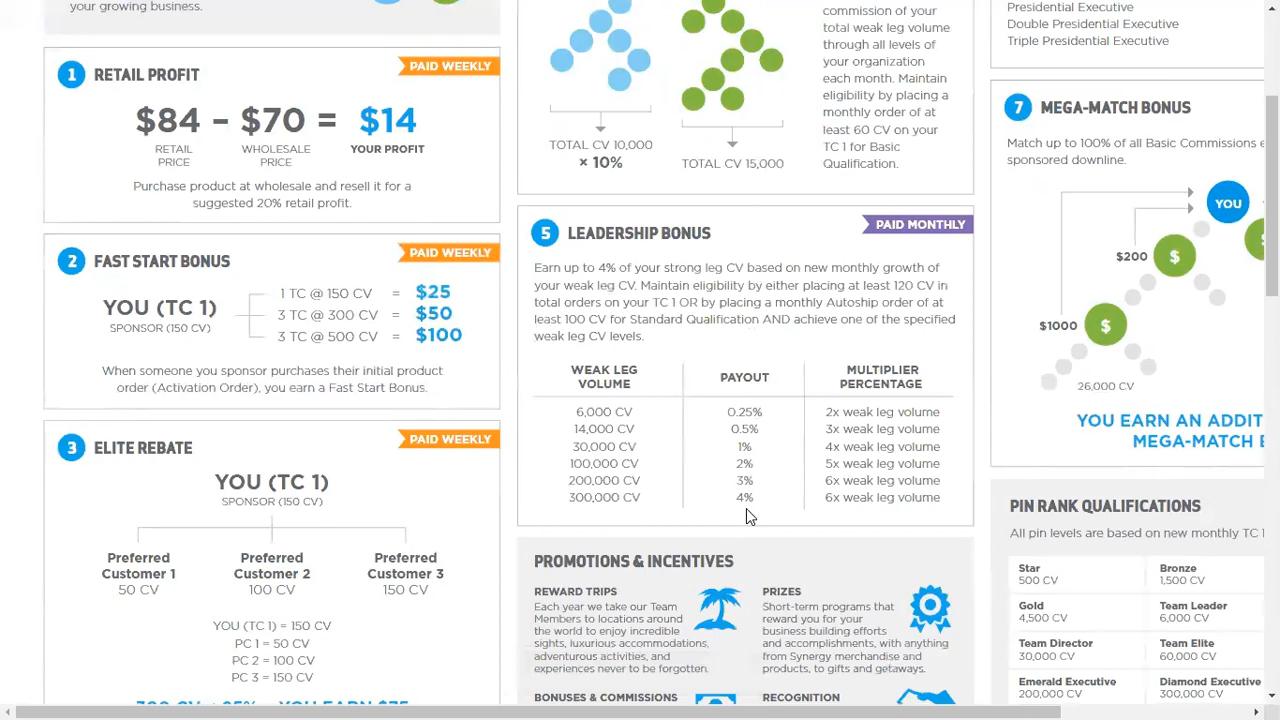 your growing business.
1 RETAIL PROFIT
PAID WEEKLY
$84 – $70 = $14
RETAIL PRICE
WHOLESALE PRICE
YOUR PROFIT
Purchase product at wholesale and resell it for a
suggested 20% retail profit.
2 FAST START BONUS
PAID WEEKLY
YOU (TC 1)
SPONSOR (150 CV)
1 TC @ 150 CV = $25
3 TC @ 300 CV = $50
3 TC @ 500 CV = $100
When someone you sponsor purchases their initial product
order (Activation Order), you earn a Fast Start Bonus.
3 ELITE REBATE
PAID WEEKLY
YOU (TC 1)
SPONSOR (150 CV)
Preferred Customer 1
50 CV
Preferred Customer 2
100 CV
Preferred Customer 3
150 CV
YOU (TC 1) = 150 CV
PC 1 = 50 CV
PC 2 = 100 CV
PC 3 = 150 CV
commission of your
total weak leg volume
through all levels of
your organization
each month. Maintain
eligibility by placing a
monthly order of at
least 60 CV on your
TC 1 for Basic
Qualification.
TOTAL CV 10,000
× 10%
TOTAL CV 15,000
5 LEADERSHIP BONUS
PAID MONTHLY
Earn up to 4% of your strong leg CV based on new monthly growth of
your weak leg CV. Maintain eligibility by either placing at least 120 CV in
total orders on your TC 1 OR by placing a monthly Autoship order of at
least 100 CV for Standard Qualification AND achieve one of the specified
weak leg CV levels.
WEAK LEG VOLUME PAYOUT MULTIPLIER PERCENTAGE
6,000 CV 0.25% 2x weak leg volume
14,000 CV 0.5% 3x weak leg volume
30,000 CV 1% 4x weak leg volume
100,000 CV 2% 5x weak leg volume
200,000 CV 3% 6x weak leg volume
300,000 CV 4% 6x weak leg volume
PROMOTIONS & INCENTIVES
REWARD TRIPS
Each year we take our Team
Members to locations around
the world to enjoy incredible
sights, luxurious accommodations,
adventurous activities, and
experiences never to be forgotten.
PRIZES
Short-term programs that
reward you for your
business building efforts
and accomplishments, with anything
from Synergy merchandise and
products, to gifts and getaways.
BONUSES & COMMISSIONS
RECOGNITION
Presidential Executive
Double Presidential Executive
Triple Presidential Executive
7 MEGA-MATCH BONUS
Match up to 100% of all Basic Commissions
sponsored downline.
YOU
$200
$
$1000
$
26,000 CV
YOU EARN AN
MEGA-MATCH
PIN RANK QUALIFICATIONS
All pin levels are based on new monthly TC 1
Star
500 CV
Bronze
1,500 CV
Gold
4,500 CV
Team Leader
6,000 CV
Team Director
30,000 CV
Team Elite
60,000 CV
Emerald Executive
200,000 CV
Diamond Executive
300,000 CV